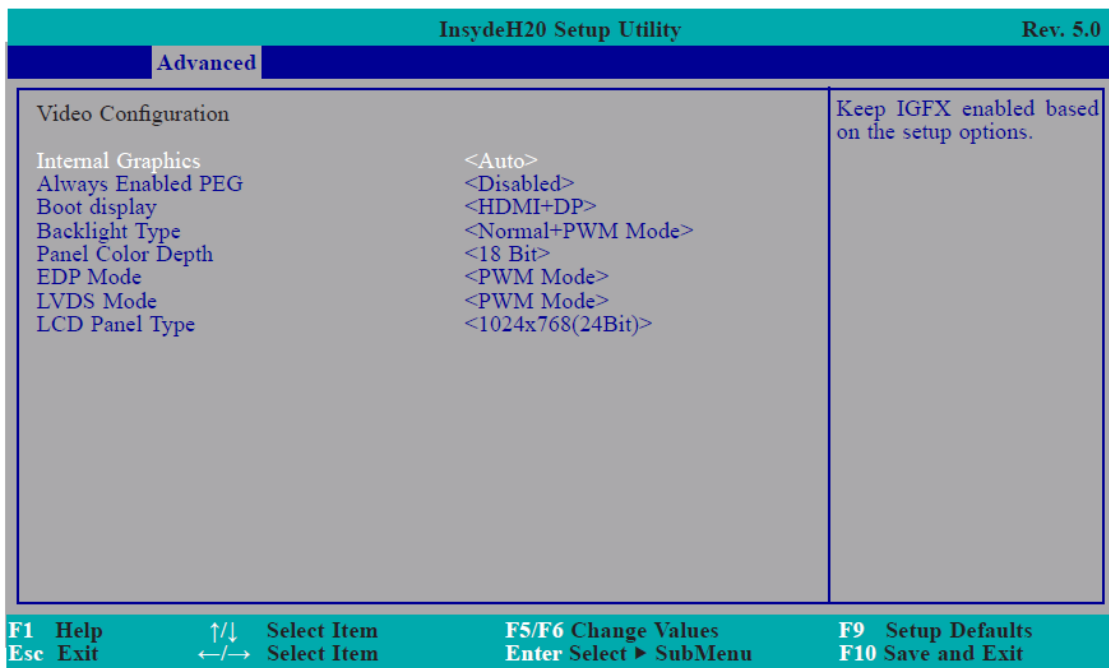 InsydeH20 Setup Utility Rev. 5.0
Advanced
Video Configuration
Internal Graphics <Auto>
Always Enabled PEG <Disabled>
Boot display <HDMI+DP>
Backlight Type <Normal+PWM Mode>
Panel Color Depth <18 Bit>
EDP Mode <PWM Mode>
LVDS Mode <PWM Mode>
LCD Panel Type <1024x768(24Bit)>
Keep IGFX enabled based
on the setup options.
F1 Help ↑/↓ Select Item F5/F6 Change Values F9 Setup Defaults
Esc Exit ←/→ Select Item Enter Select ▶ SubMenu F10 Save and Exit